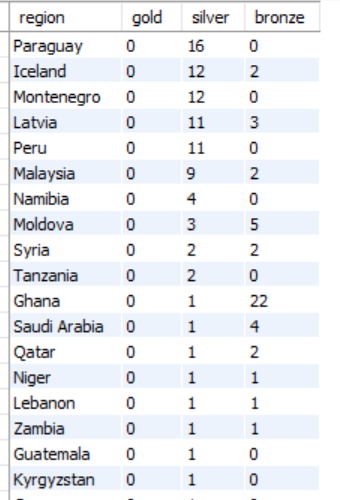 region gold silver bronze
Paraguay 0 16 0
Iceland 0 12 2
Montenegro 0 12 0
Latvia 0 11 3
Peru 0 11 0
Malaysia 0 9 2
Namibia 0 4 0
Moldova 0 3 5
Syria 0 2 2
Tanzania 0 2 0
Ghana 0 1 22
Saudi Arabia 0 1 4
Qatar 0 1 2
Niger 0 1 1
Lebanon 0 1 1
Zambia 0 1 1
Guatemala 0 1 0
Kyrgyzstan 0 1 0